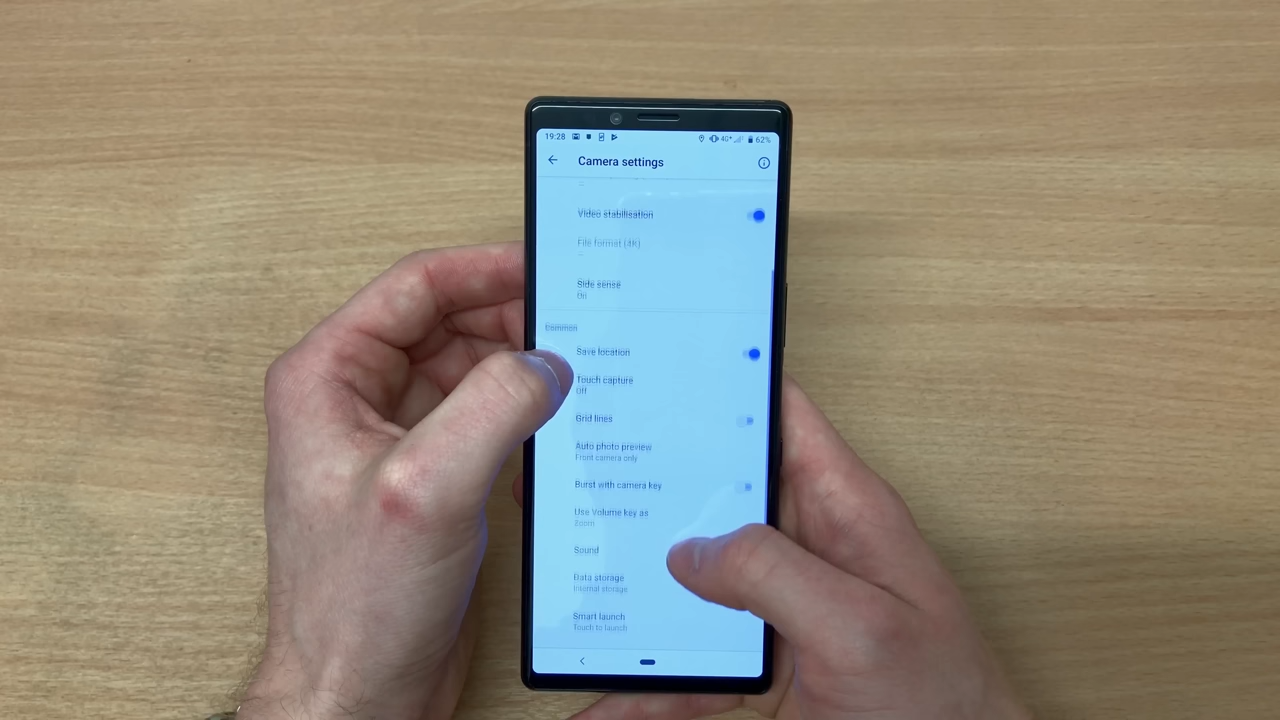 19:28
4G+
62%
Camera settings
Video stabilisation
File format (4K)
Side sense
On
Common
Save location
Touch capture
Off
Grid lines
Auto photo preview
Front camera only
Burst with camera key
Use Volume key as
Zoom
Sound
Data storage
Internal storage
Smart launch
Touch to launch